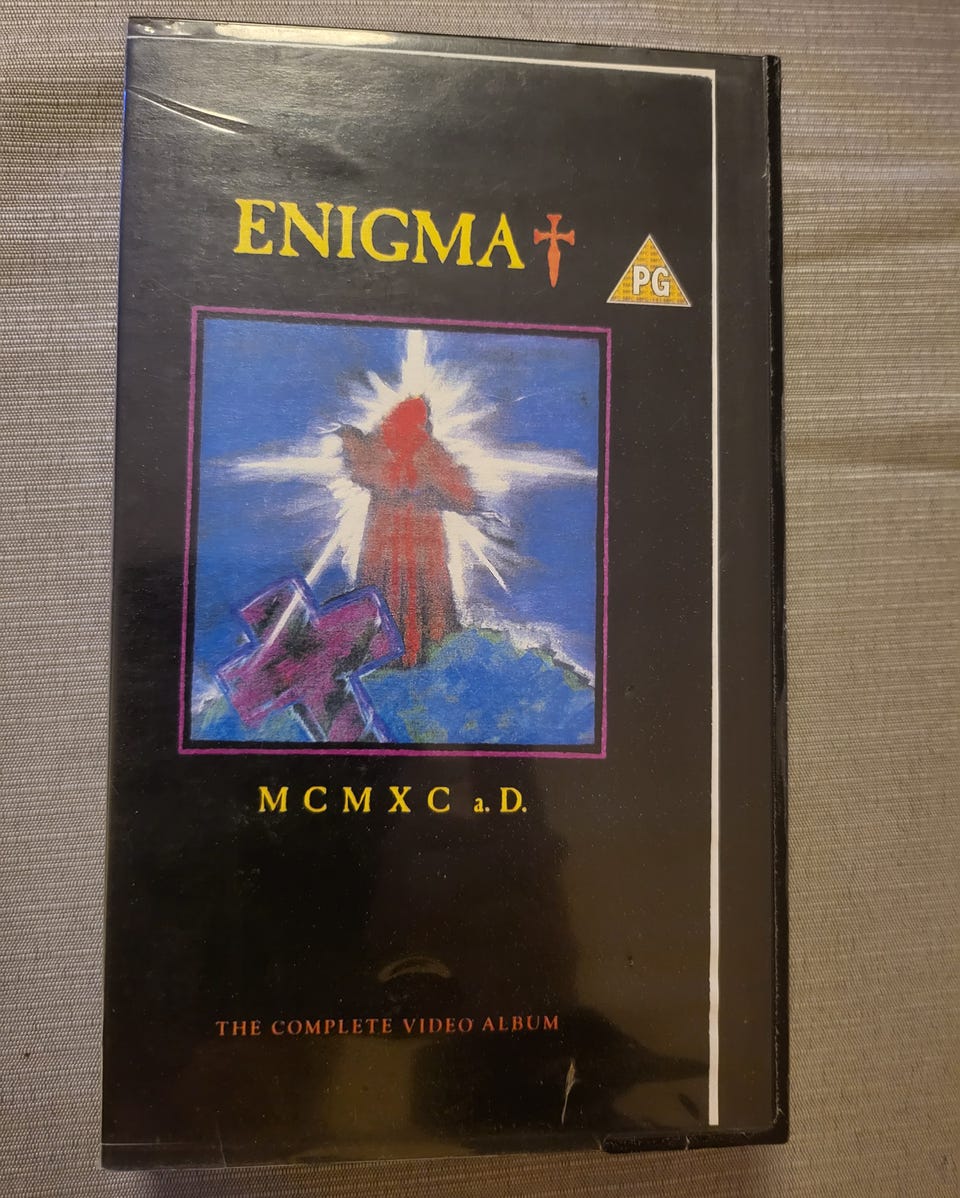 ENIGMA
PG
MCMXC a.D.
THE COMPLETE VIDEO ALBUM